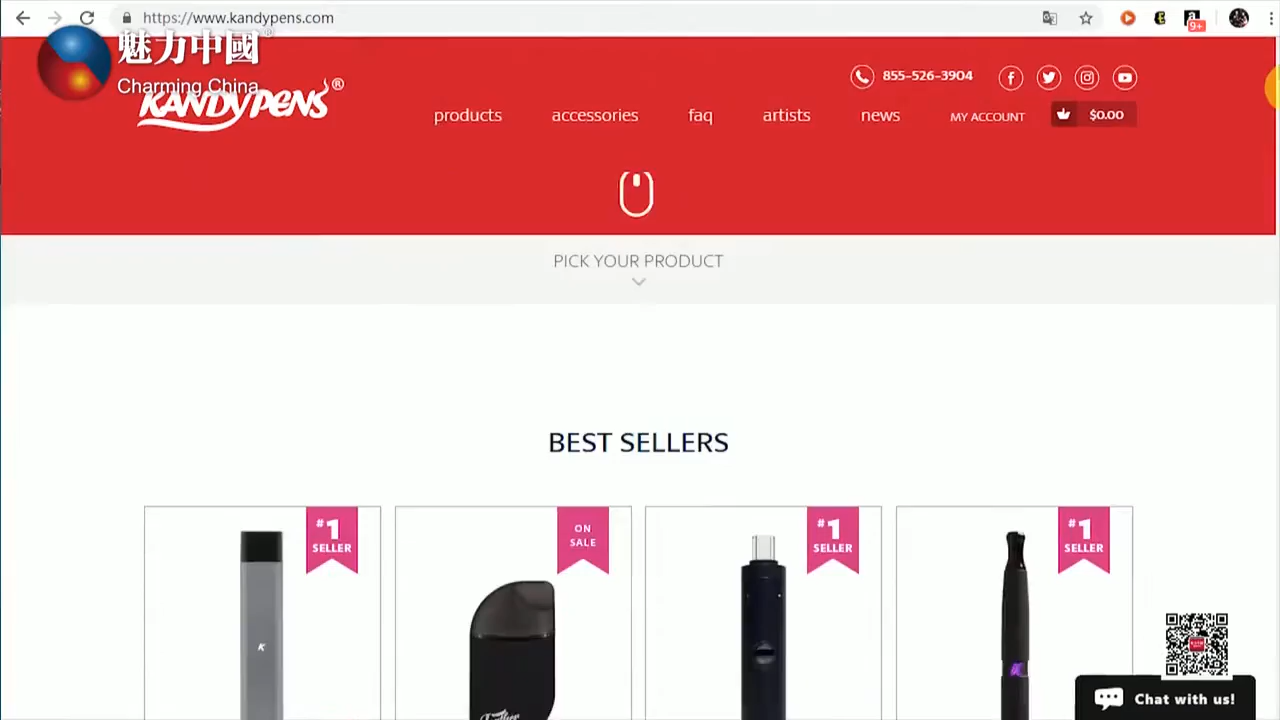 https://www.kandypens.com
9+
魅力中國®
Charming China
KANDYPENS®
855-526-3904
products
accessories
faq
artists
news
MY ACCOUNT
$0.00
PICK YOUR PRODUCT
BEST SELLERS
#1
SELLER
ON
SALE
#1
SELLER
#1
SELLER
K
Chat with us!